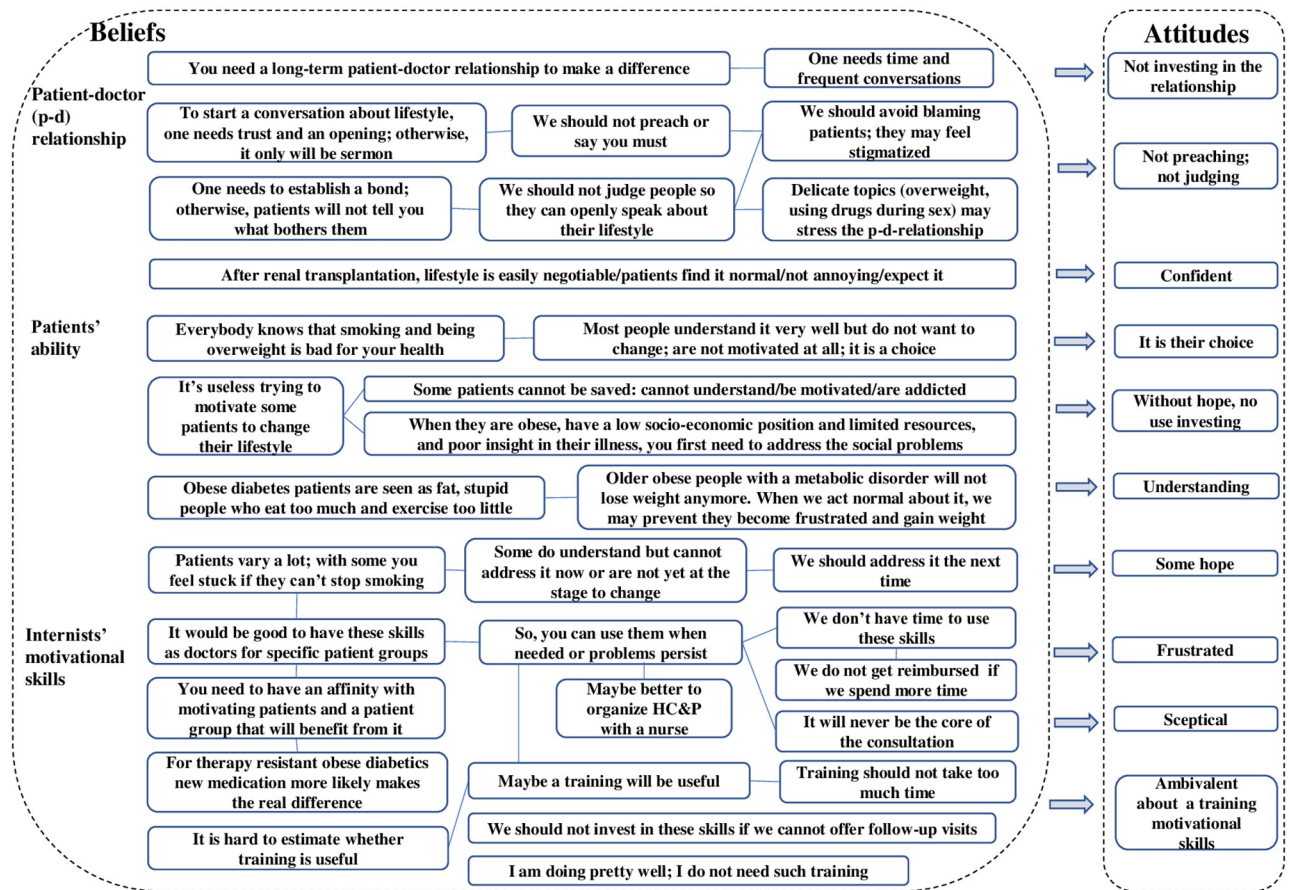 Beliefs
Attitudes
You need a long-term patient-doctor relationship to make a difference
One needs time and
frequent conversations
Not investing in the
relationship
Patient-doctor
(p-d)
relationship
To start a conversation about lifestyle,
one needs trust and an opening; otherwise,
it only will be sermon
We should not preach or
say you must
We should avoid blaming
patients; they may feel
stigmatized
Not preaching;
not judging
One needs to establish a bond;
otherwise, patients will not tell you
what bothers them
We should not judge people so
they can openly speak about
their lifestyle
Delicate topics (overweight,
using drugs during sex) may
stress the p-d-relationship
After renal transplantation, lifestyle is easily negotiable/patients find it normal/not annoying/expect it
Confident
Patients’
ability
Everybody knows that smoking and being
overweight is bad for your health
Most people understand it very well but do not want to
change; are not motivated at all; it is a choice
It is their choice
It’s useless trying to
motivate some
patients to change
their lifestyle
Some patients cannot be saved: cannot understand/be motivated/are addicted
When they are obese, have a low socio-economic position and limited resources,
and poor insight in their illness, you first need to address the social problems
Without hope, no
use investing
Obese diabetes patients are seen as fat, stupid
people who eat too much and exercise too little
Older obese people with a metabolic disorder will not
lose weight anymore. When we act normal about it, we
may prevent they become frustrated and gain weight
Understanding
Patients vary a lot; with some you
feel stuck if they can’t stop smoking
Some do understand but cannot
address it now or are not yet at the
stage to change
We should address it the next
time
Some hope
Internists’
motivational
skills
It would be good to have these skills
as doctors for specific patient groups
So, you can use them when
needed or problems persist
We don’t have time to use
these skills
Frustrated
We do not get reimbursed if
we spend more time
You need to have an affinity with
motivating patients and a patient
group that will benefit from it
Maybe better to
organize HC&P
with a nurse
It will never be the core of
the consultation
Sceptical
For therapy resistant obese diabetics
new medication more likely makes
the real difference
Maybe a training will be useful
Training should not take too
much time
Ambivalent
about a training
motivational
skills
It is hard to estimate whether
training is useful
We should not invest in these skills if we cannot offer follow-up visits
I am doing pretty well; I do not need such training